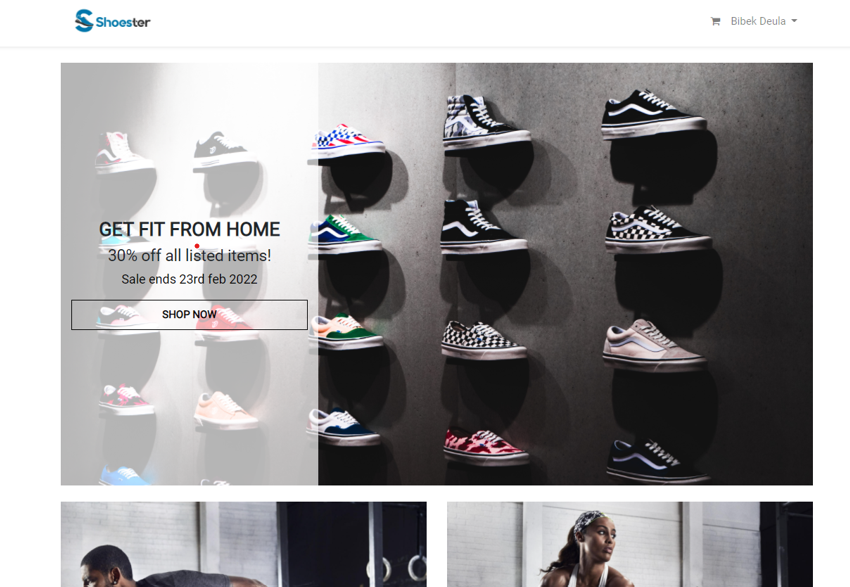 Shoester
Bibek Deula
GET FIT FROM HOME
30% off all listed items!
Sale ends 23rd feb 2022
SHOP NOW